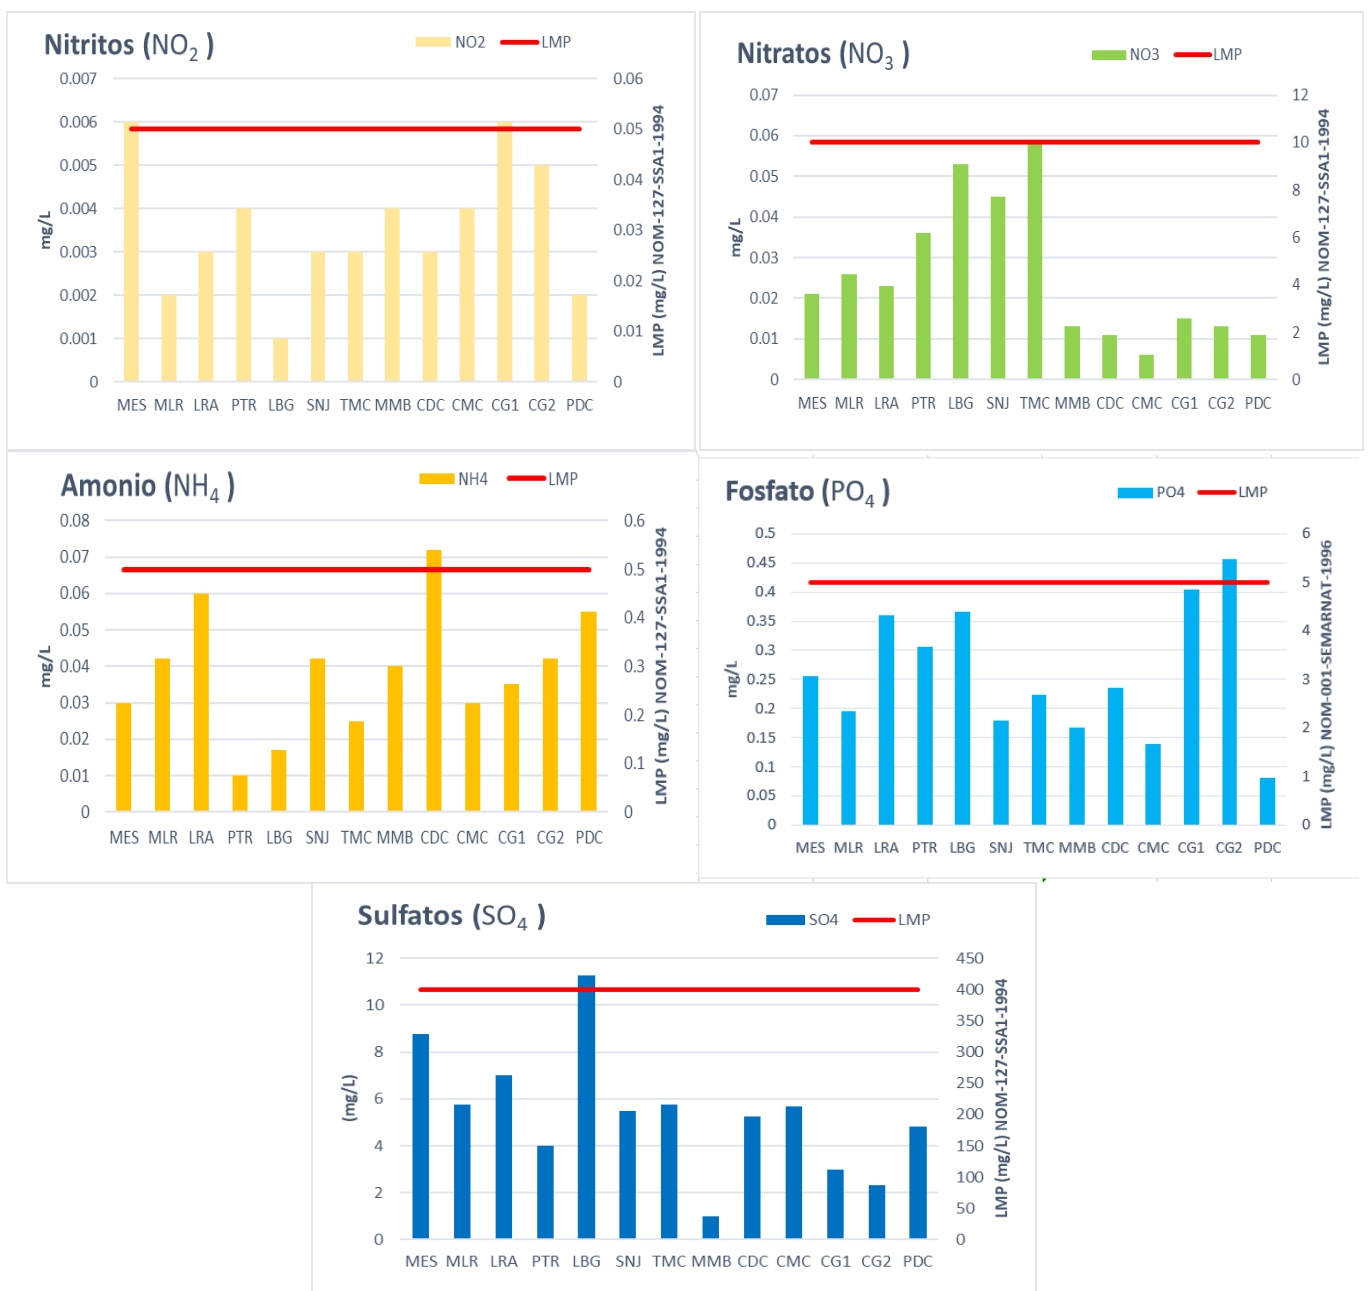 Nitritos (NO2 )
NO2
LMP
0.007
0.006
0.005
0.004
0.003
0.002
0.001
0
mg/L
0.06
0.05
0.04
0.03
0.02
0.01
0
LMP (mg/L) NOM-127-SSA1-1994
MES MLR LRA PTR LBG SNJ TMC MMB CDC CMC CG1 CG2 PDC
Nitratos (NO3 )
NO3
LMP
0.07
0.06
0.05
0.04
0.03
0.02
0.01
0
mg/L
12
10
8
6
4
2
0
LMP (mg/L) NOM-127-SSA1-1994
MES MLR LRA PTR LBG SNJ TMC MMB CDC CMC CG1 CG2 PDC
Amonio (NH4 )
NH4
LMP
0.08
0.07
0.06
0.05
0.04
0.03
0.02
0.01
0
mg/L
0.6
0.5
0.4
0.3
0.2
0.1
0
LMP (mg/L) NOM-127-SSA1-1994
MES MLR LRA PTR LBG SNJ TMC MMB CDC CMC CG1 CG2 PDC
Fosfato (PO4 )
PO4
LMP
0.5
0.45
0.4
0.35
0.3
0.25
0.2
0.15
0.1
0.05
0
mg/L
6
5
4
3
2
1
0
LMP (mg/L) NOM-001-SEMARNAT-1996
MES MLR LRA PTR LBG SNJ TMC MMB CDC CMC CG1 CG2 PDC
Sulfatos (SO4 )
SO4
LMP
12
10
8
6
4
2
0
(mg/L)
450
400
350
300
250
200
150
100
50
0
LMP (mg/L) NOM-127-SSA1-1994
MES MLR LRA PTR LBG SNJ TMC MMB CDC CMC CG1 CG2 PDC